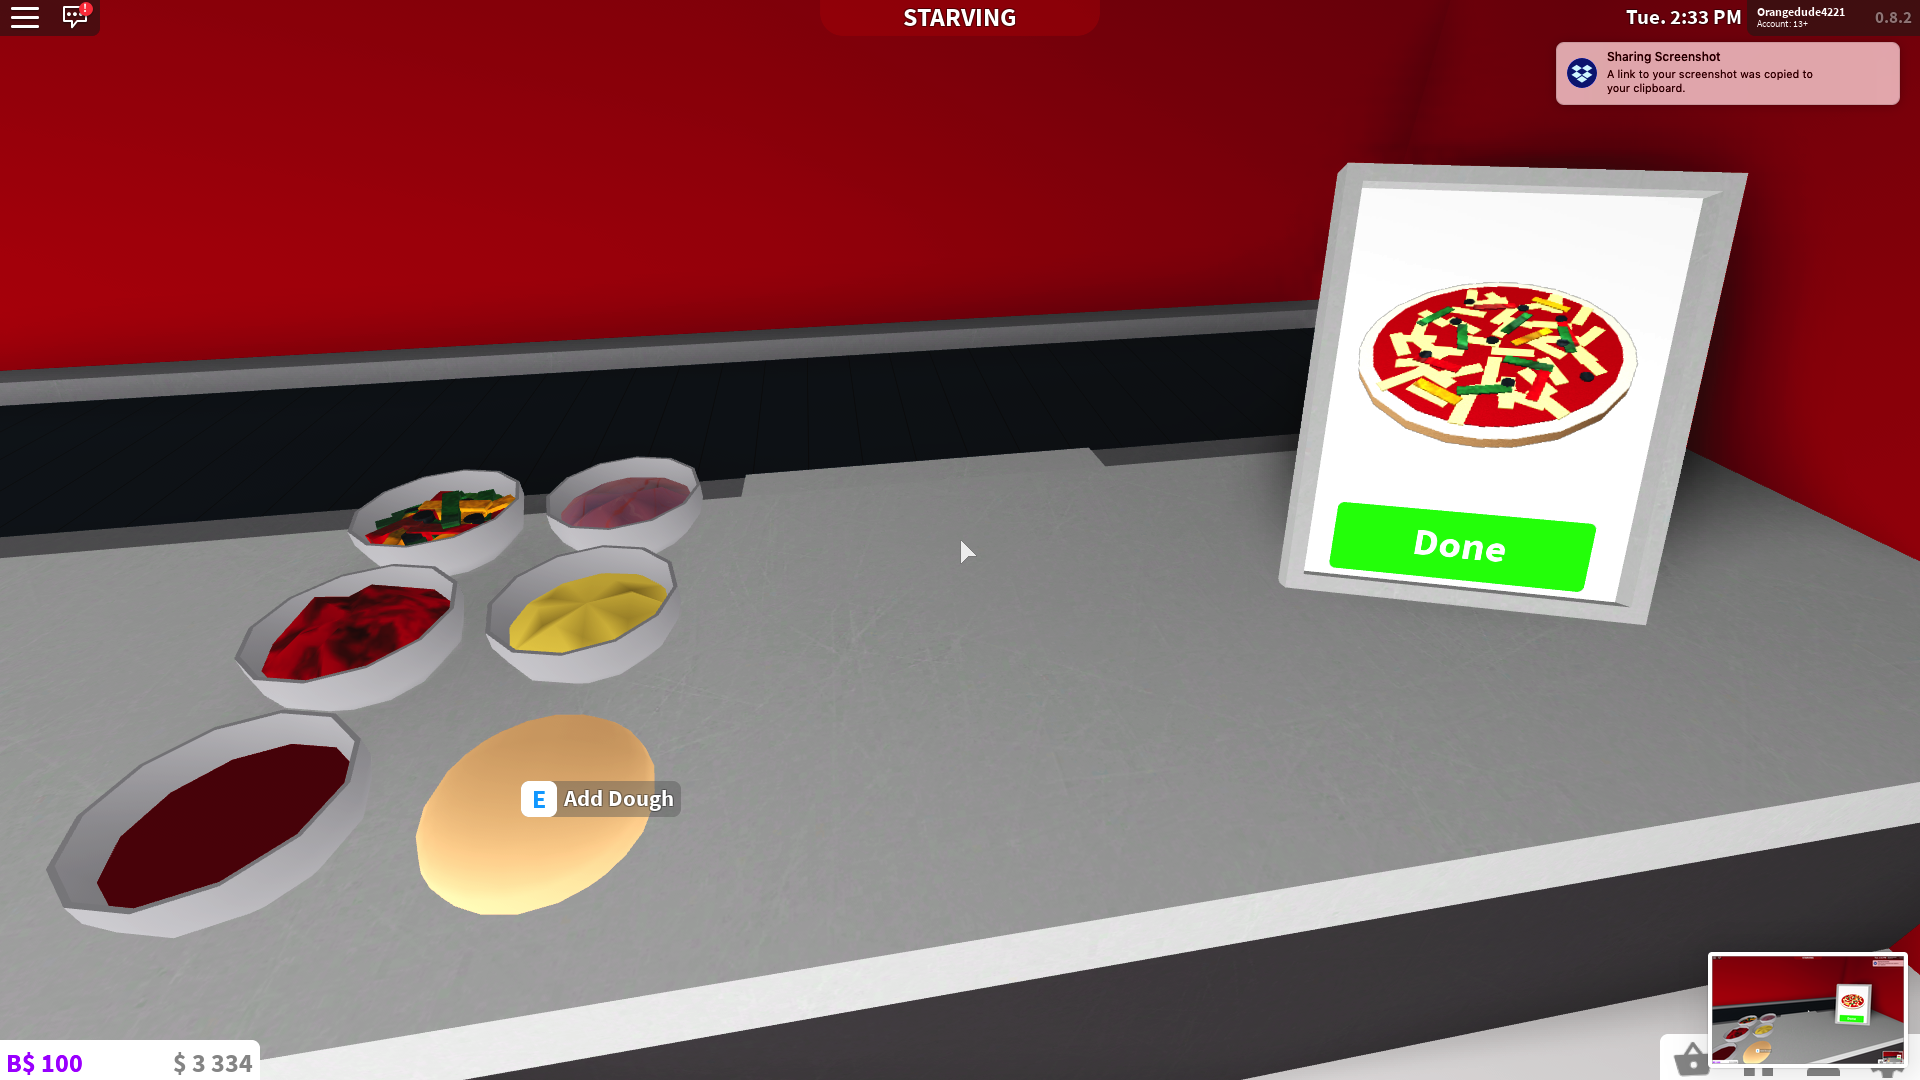 !
STARVING
Tue. 2:33 PM
Orangedude4221
Account: 13+
0.8.2
Sharing Screenshot
A link to your screenshot was copied to
your clipboard.
Done
E Add Dough
B$ 100
$ 3 334